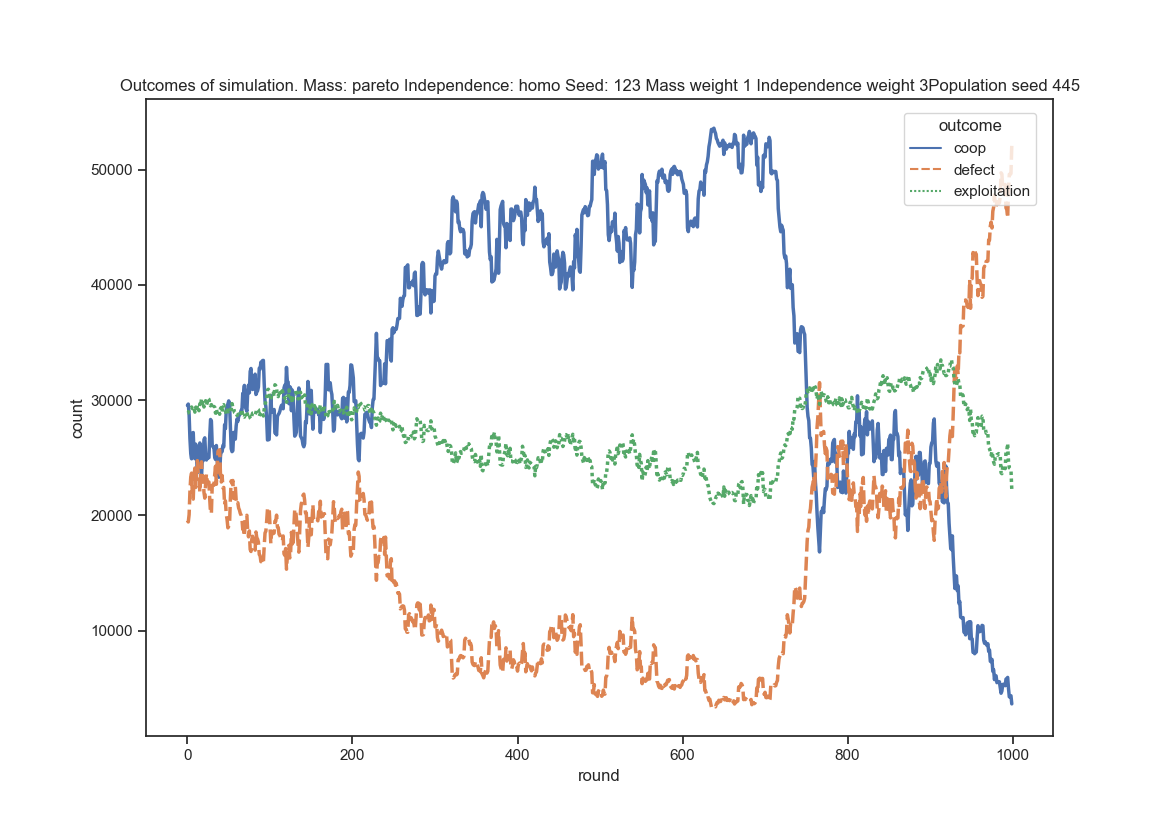 Outcomes of simulation. Mass: pareto Independence: homo Seed: 123 Mass weight 1 Independence weight 3Population seed 445
outcome
coop
defect
exploitation
50000
40000
30000
20000
10000
count
0
200
400
600
800
1000
round